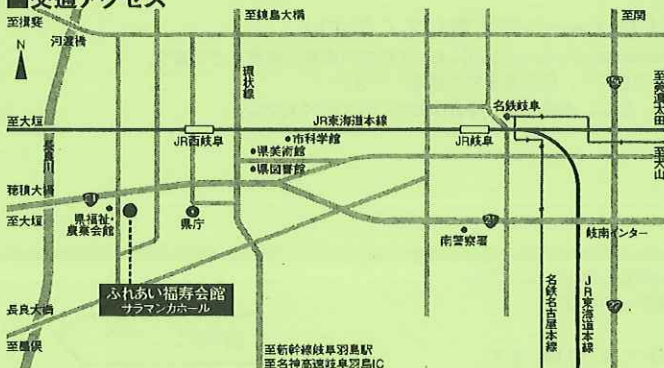 ■交通アクセス
至揖斐
至鏡島大橋
至関
河渡橋
N
環状線
名鉄岐阜
至美濃太田
至大垣
JR東海道本線
市科学館
JR西岐阜
JR岐阜
県美術館
県図書館
至犬山
長良川
穂積大橋
21
至大垣
県福祉・
農業会館
県庁
南警察署
21
岐南インター
ふれあい福寿会館
サラマンカホール
長良大橋
名鉄名古屋本線
JR東海道本線
至墨俣
至新幹線岐阜羽島駅
至名神高速岐阜羽島IC